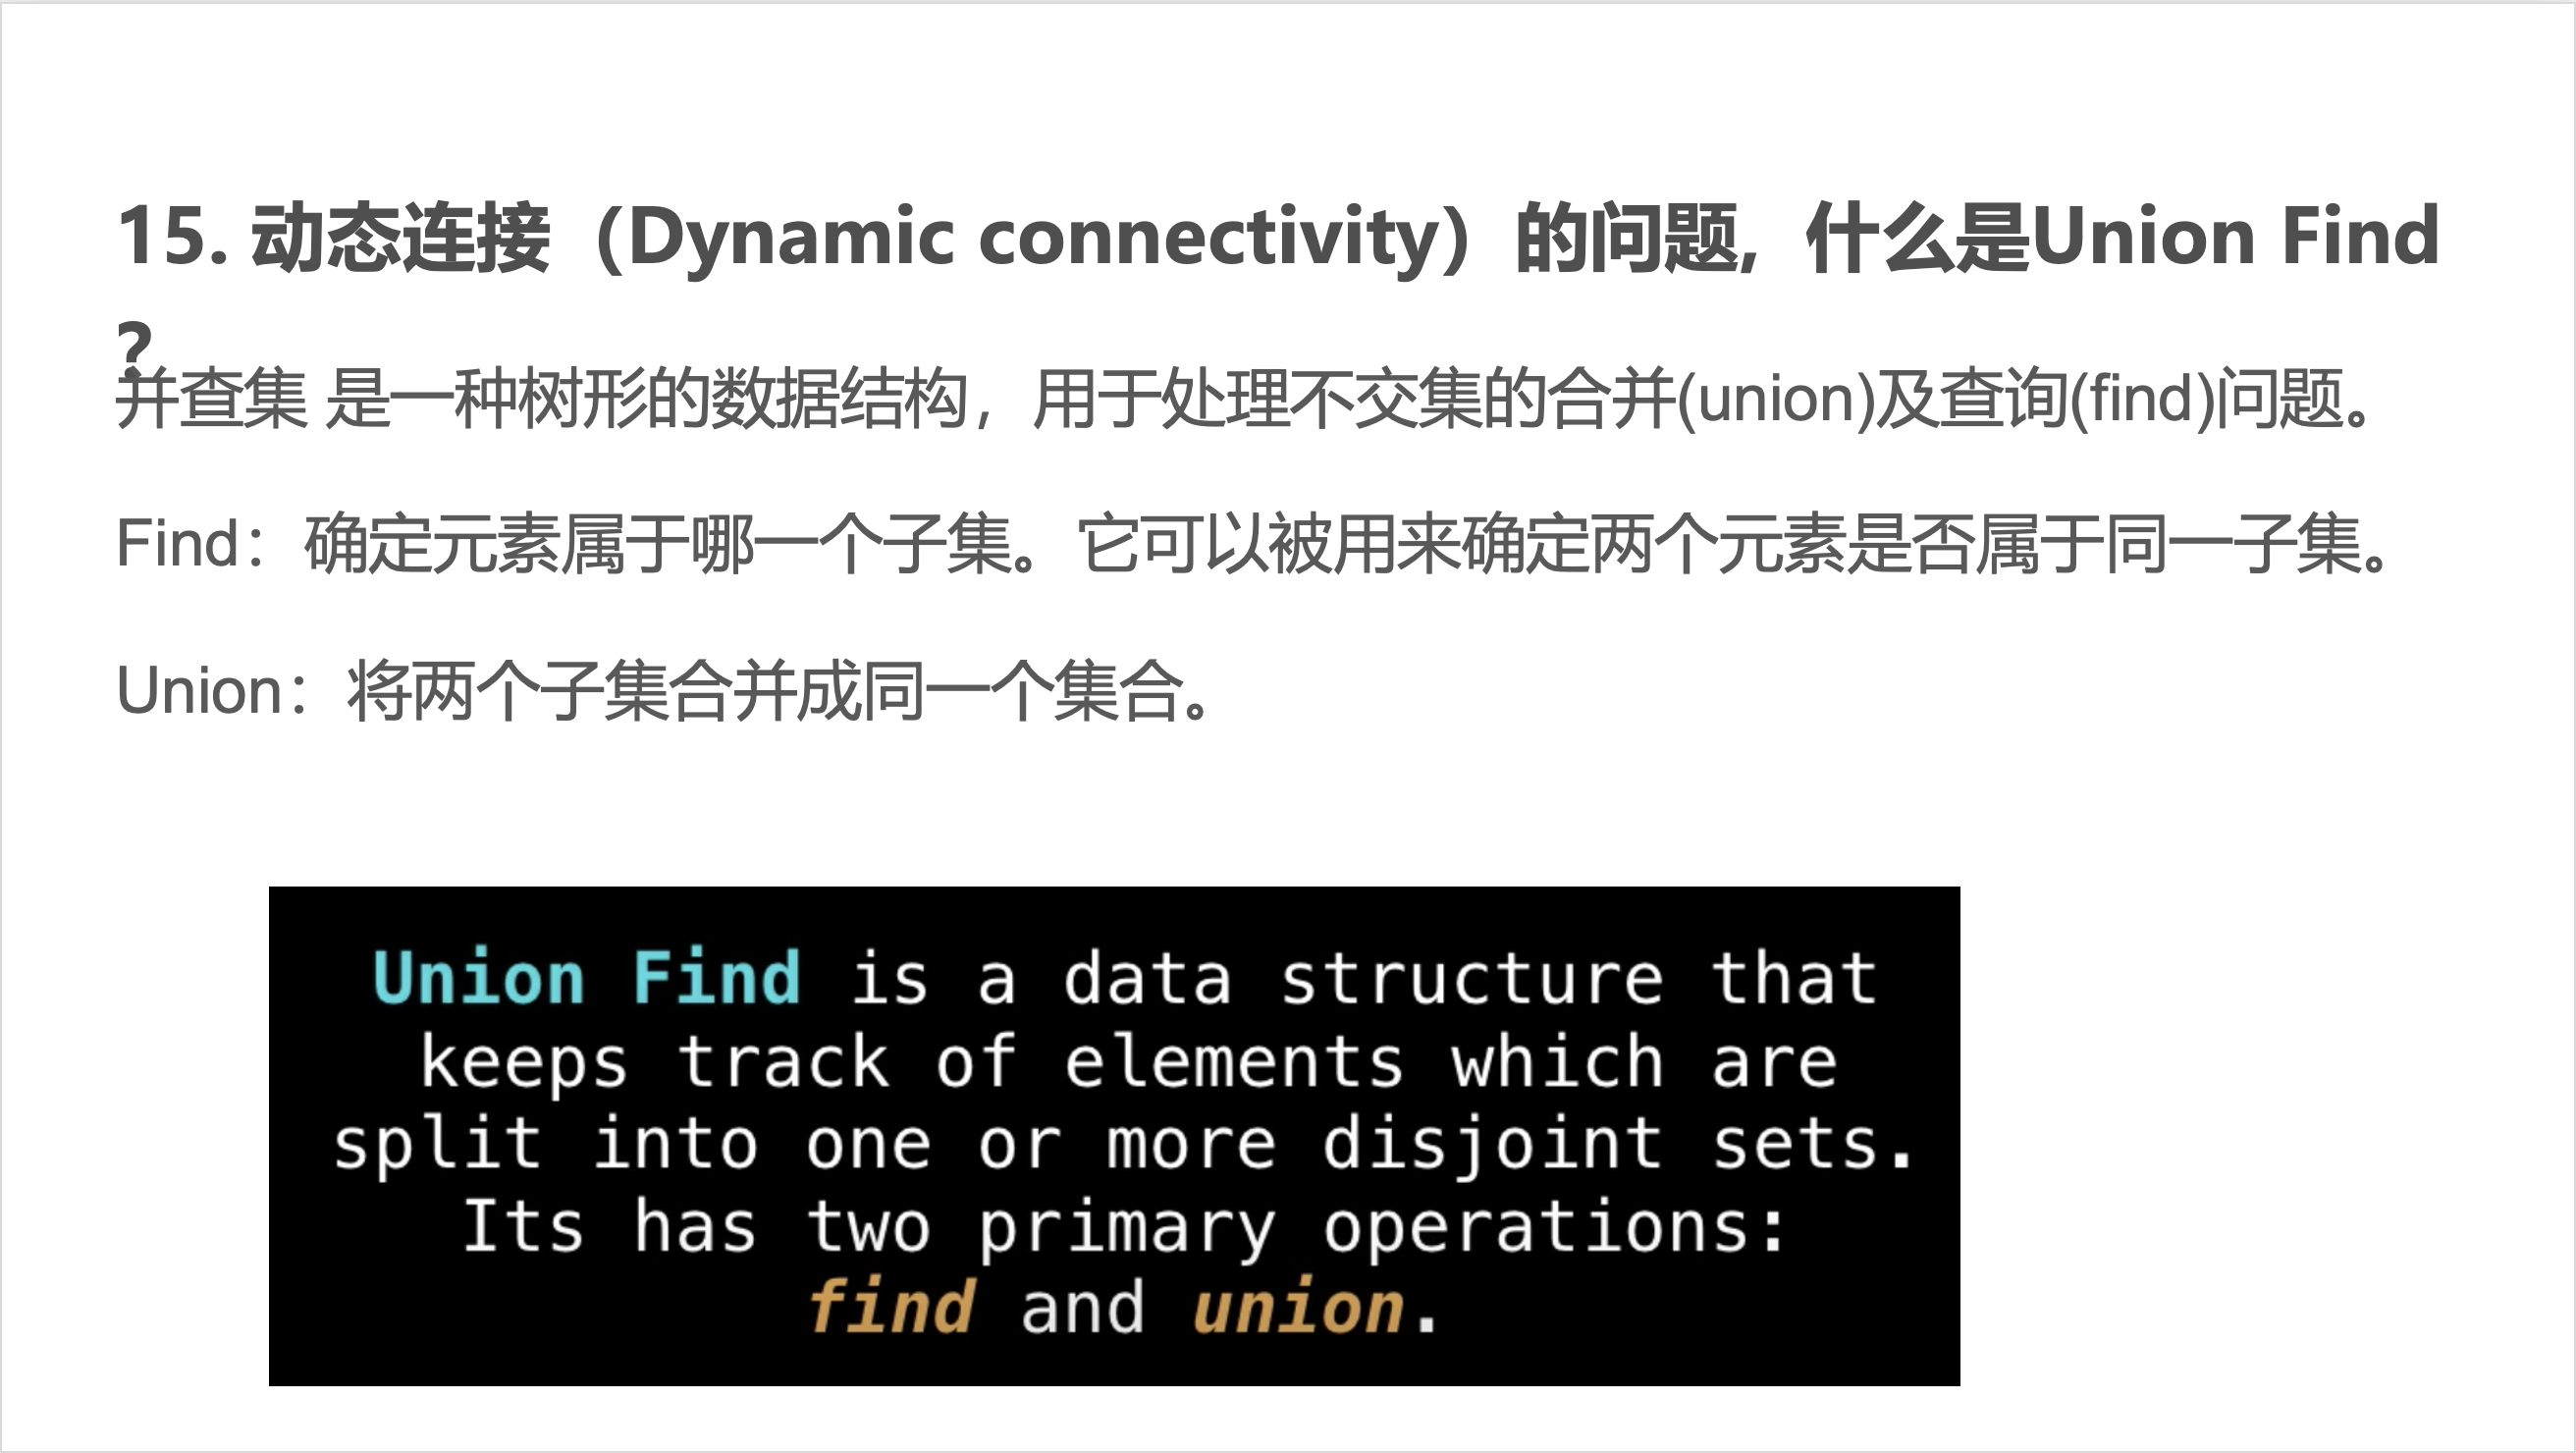 15. 动态连接（Dynamic connectivity）的问题，什么是Union Find
?
并查集 是一种树形的数据结构，用于处理不交集的合并(union)及查询(find)问题。
Find：确定元素属于哪一个子集。它可以被用来确定两个元素是否属于同一子集。
Union：将两个子集合并成同一个集合。
Union Find is a data structure that
keeps track of elements which are
split into one or more disjoint sets.
Its has two primary operations:
find and union.